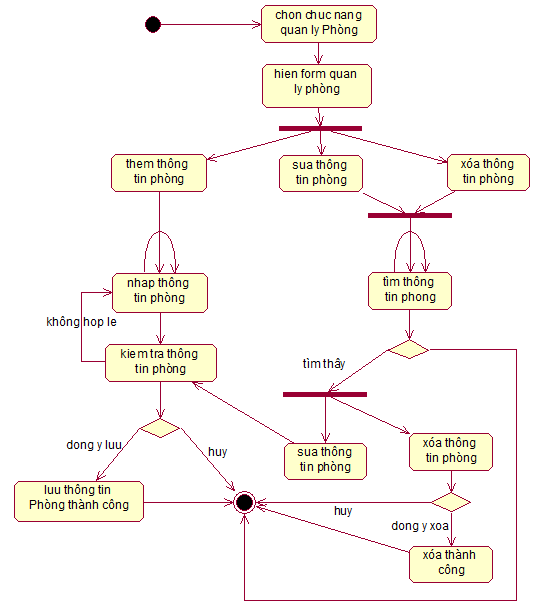 chon chuc nang
quan ly Phòng
hien form quan
ly phòng
them thông
tin phòng
sua thông
tin phòng
xóa thông
tin phòng
nhap thông
tin phòng
tìm thông
tin phong
không hop le
kiem tra thông
tin phòng
tìm thây
dong y luu
huy
sua thông
tin phòng
xóa thông
tin phòng
luu thông tin
Phòng thành công
huy
dong y xoa
xóa thành
công